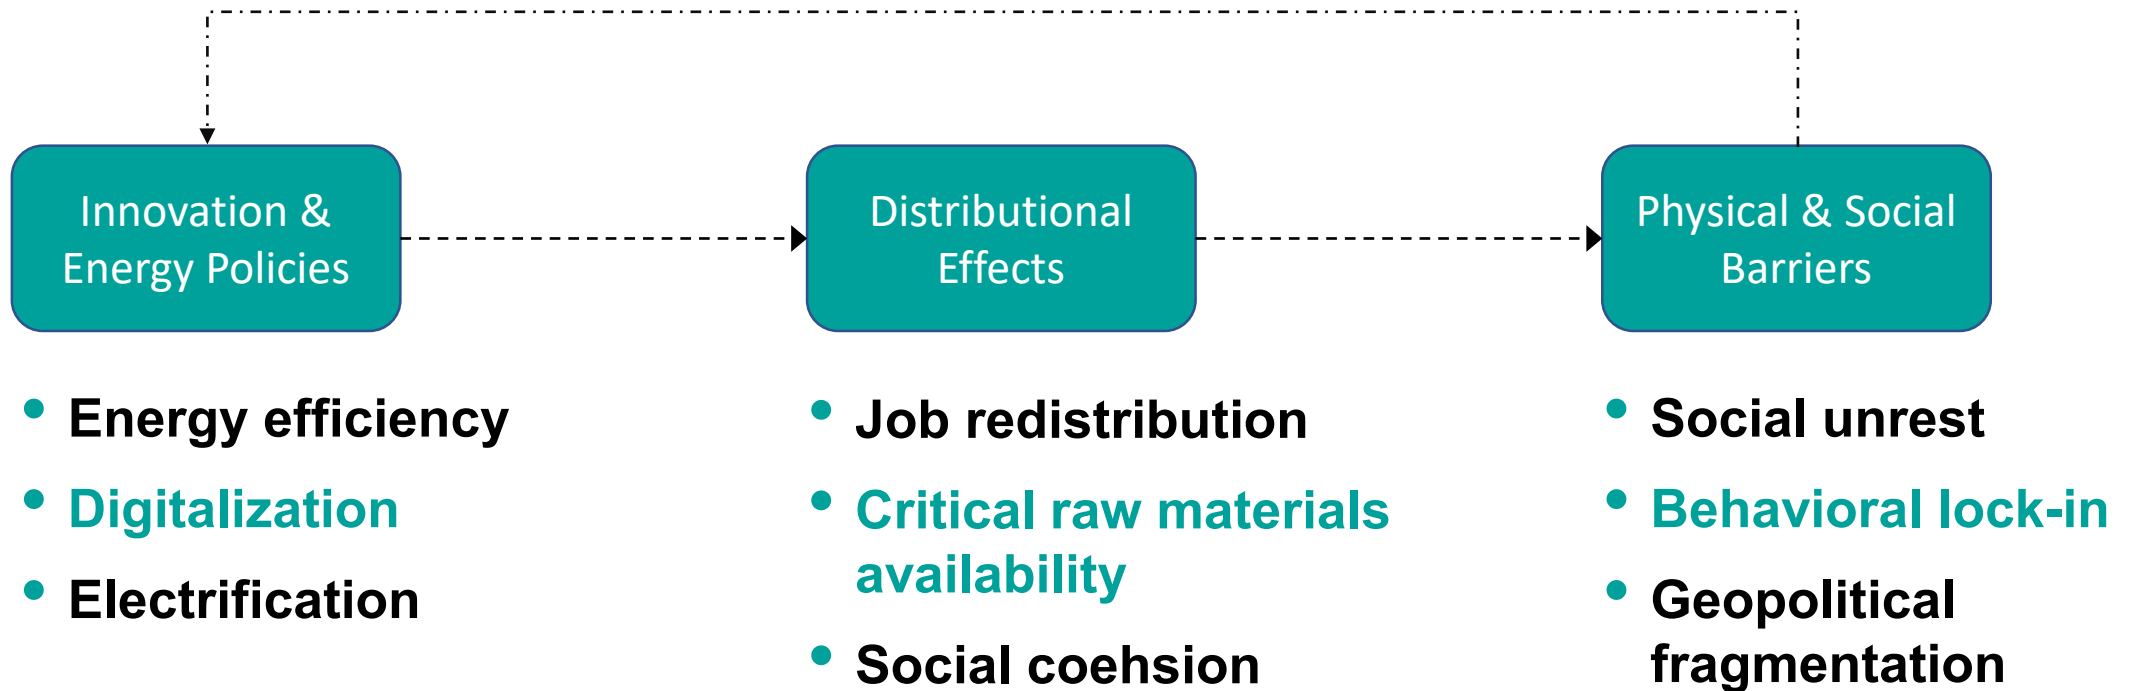 Innovation &
Energy Policies
Distributional
Effects
Physical & Social
Barriers
• Energy efficiency
• Digitalization
• Electrification
• Job redistribution
• Critical raw materials
availability
• Social coehsion
• Social unrest
• Behavioral lock-in
• Geopolitical
fragmentation